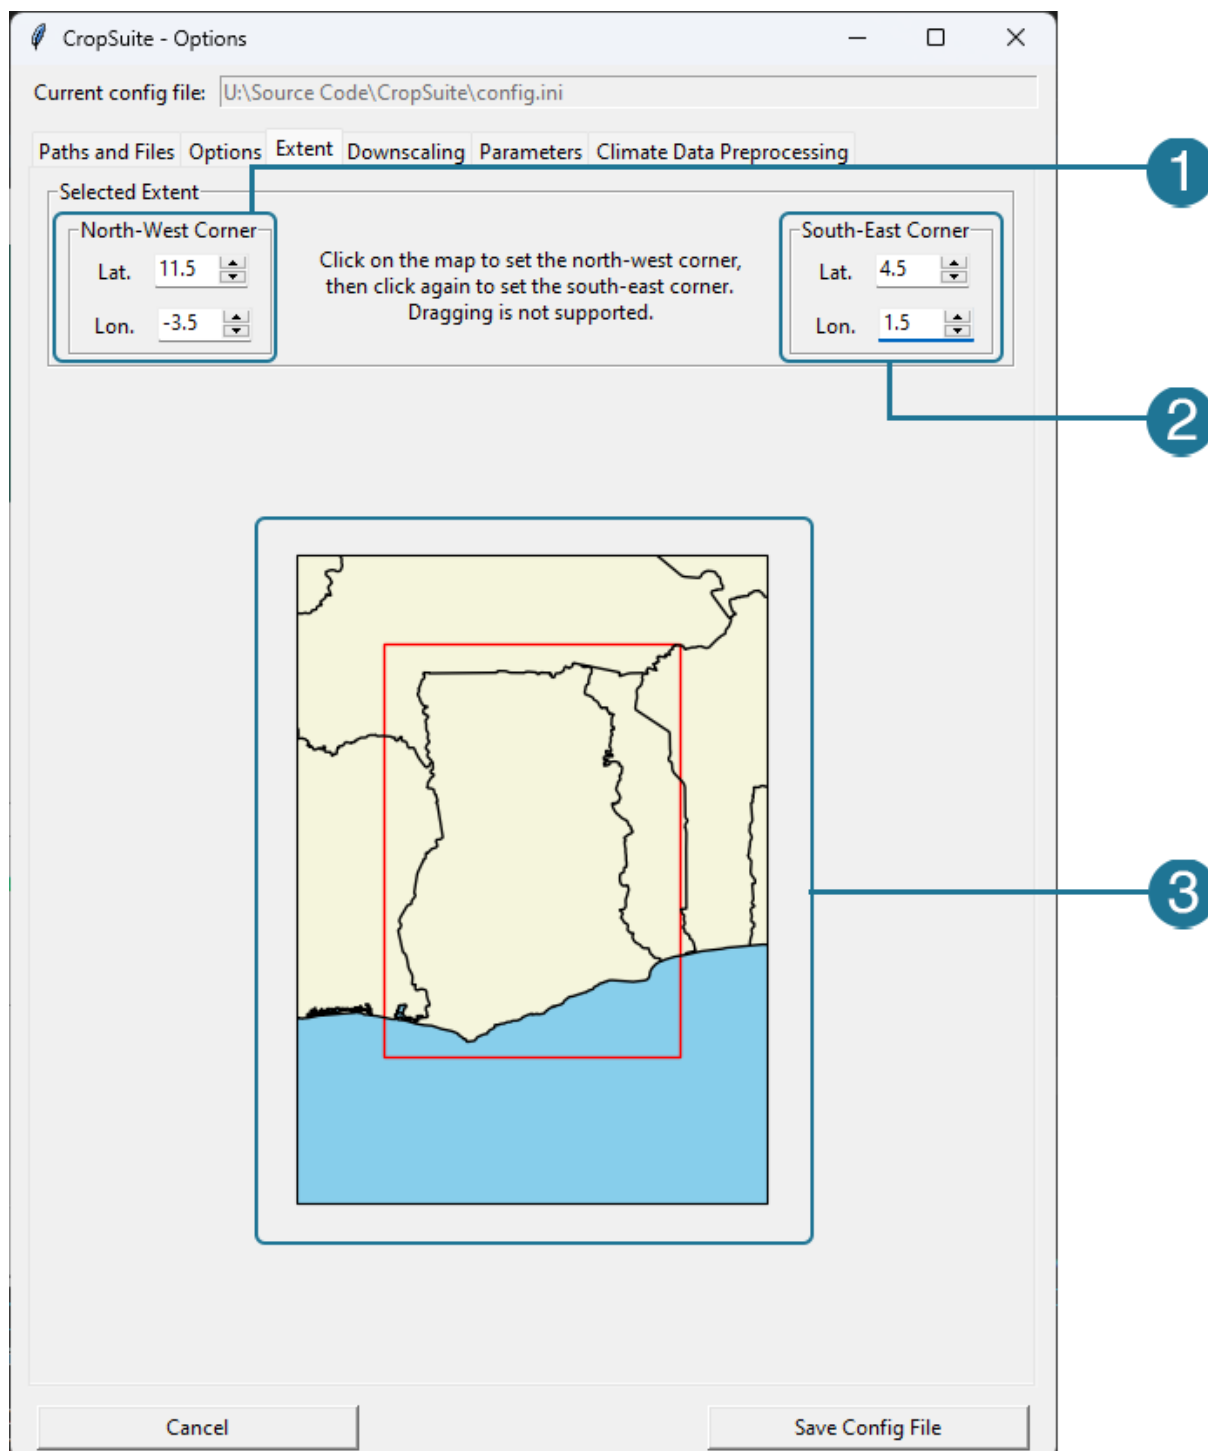 CropSuite - Options
Current config file: U:\Source Code\CropSuite\config.ini
Paths and Files Options Extent Downscaling Parameters Climate Data Preprocessing
1
Selected Extent
North-West Corner
Lat. 11.5
Lon. -3.5
Click on the map to set the north-west corner,
then click again to set the south-east corner.
Dragging is not supported.
South-East Corner
Lat. 4.5
Lon. 1.5
2
3
Cancel
Save Config File